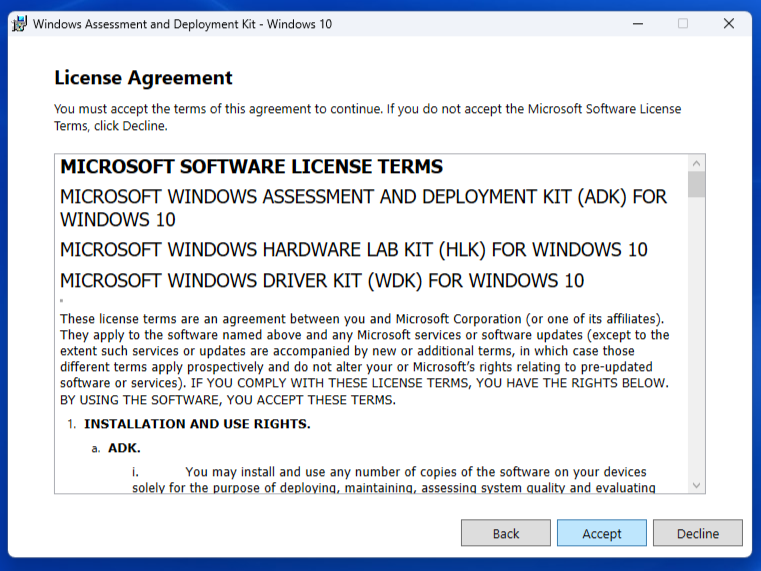 Windows Assessment and Deployment Kit - Windows 10
License Agreement
You must accept the terms of this agreement to continue. If you do not accept the Microsoft Software License
Terms, click Decline.
MICROSOFT SOFTWARE LICENSE TERMS
MICROSOFT WINDOWS ASSESSMENT AND DEPLOYMENT KIT (ADK) FOR
WINDOWS 10
MICROSOFT WINDOWS HARDWARE LAB KIT (HLK) FOR WINDOWS 10
MICROSOFT WINDOWS DRIVER KIT (WDK) FOR WINDOWS 10
These license terms are an agreement between you and Microsoft Corporation (or one of its affiliates).
They apply to the software named above and any Microsoft services or software updates (except to the
extent such services or updates are accompanied by new or additional terms, in which case those
different terms apply prospectively and do not alter your or Microsoft's rights relating to pre-updated
software or services). IF YOU COMPLY WITH THESE LICENSE TERMS, YOU HAVE THE RIGHTS BELOW.
BY USING THE SOFTWARE, YOU ACCEPT THESE TERMS.
1. INSTALLATION AND USE RIGHTS.
a. ADK.
i. You may install and use any number of copies of the software on your devices
solely for the purpose of deploying, maintaining, assessing system quality and evaluating
Back
Accept
Decline